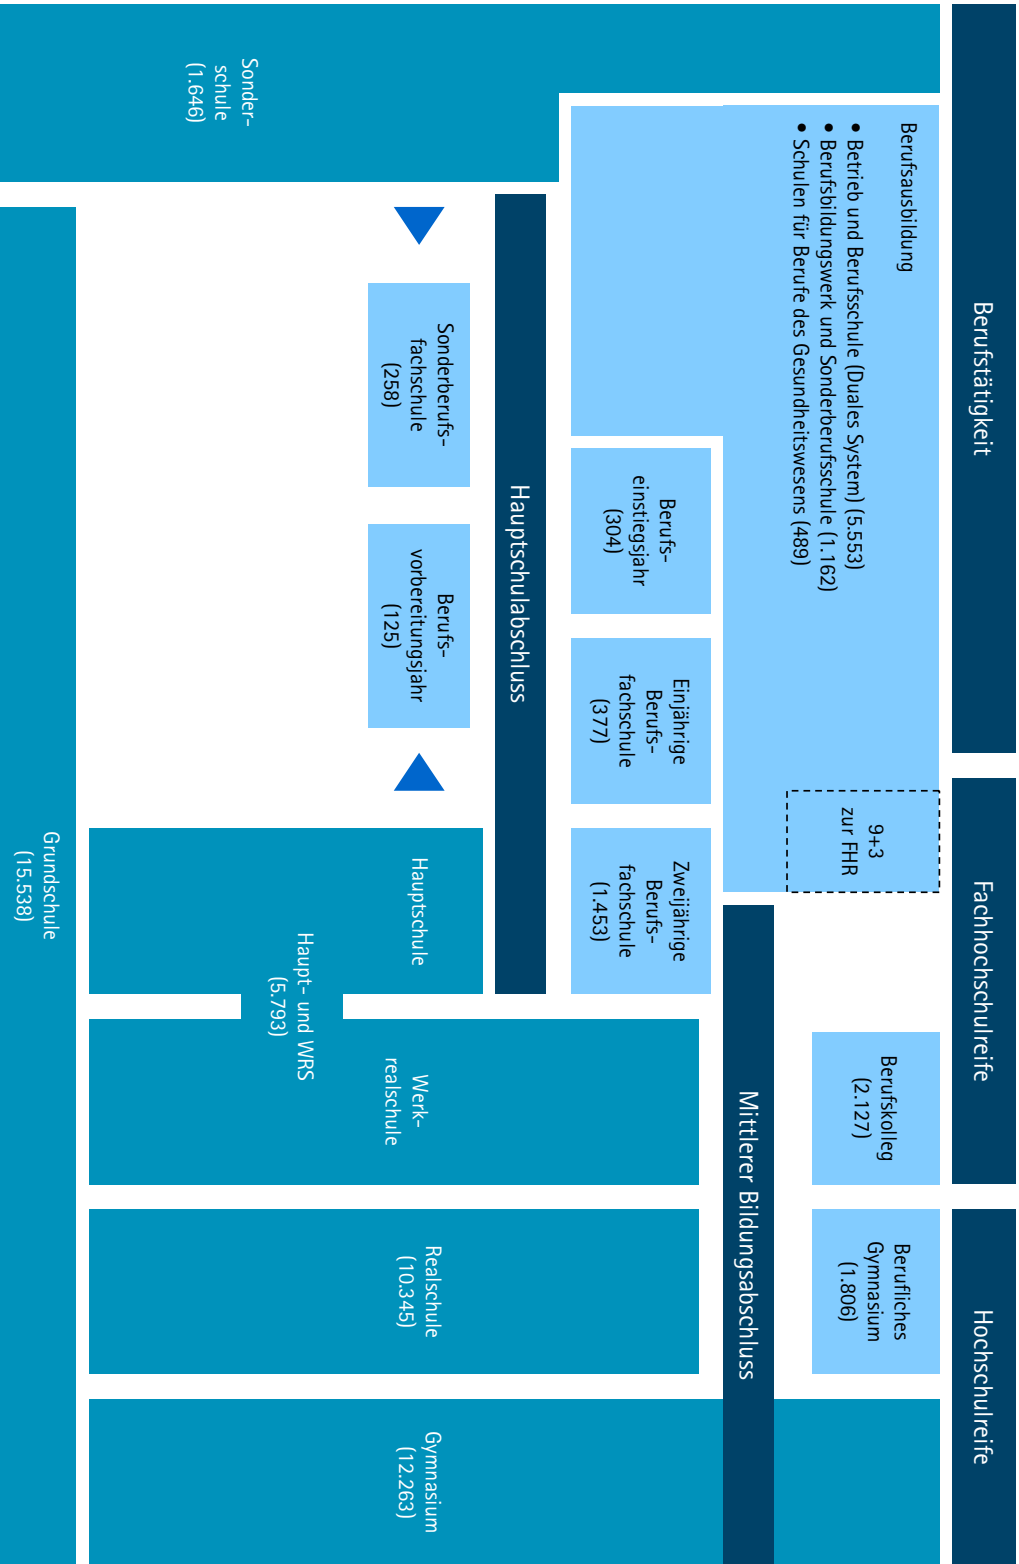 Berufstätigkeit
Fachhochschulreife
Hochschulreife
Berufsausbildung
• Betrieb und Berufsschule (Duales System) (5.553)
• Berufsbildungswerk und Sonderberufsschule (1.162)
• Schulen für Berufe des Gesundheitswesens (489)
9+3
zur FHR
Berufskolleg
(2.127)
Berufliches
Gymnasium
(1.806)
Mittlerer Bildungsabschluss
Berufs-
einstiegsjahr
(304)
Einjährige
Berufs-
fachschule
(377)
Zweijährige
Berufs-
fachschule
(1.453)
Hauptschulabschluss
Sonderberufs-
fachschule
(258)
Berufs-
vorbereitungsjahr
(125)
Hauptschule
Werk-
realschule
Haupt- und WRS
(5.793)
Realschule
(10.345)
Gymnasium
(12.263)
Sonder-
schule
(1.646)
Grundschule
(15.538)